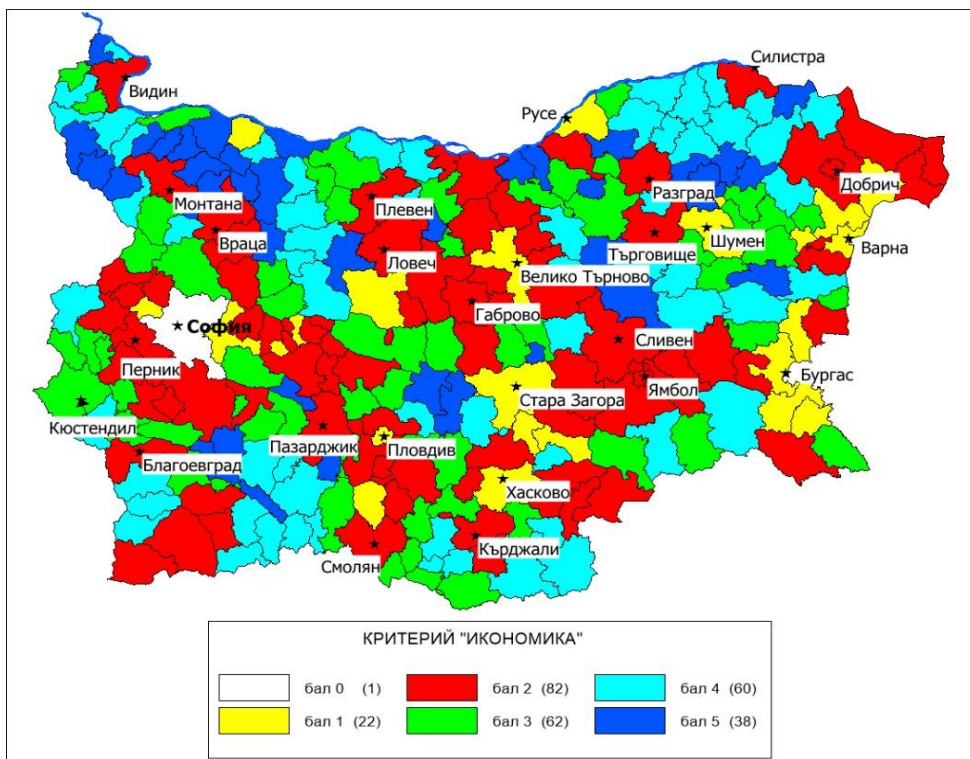 Силистра
Видин
Русе
Добрич
Разград
Монтана
Плевен
Шумен
Враца
Варна
Търговище
Ловеч
Велико Търново
Габрово
София
Сливен
Перник
Бургас
Ямбол
Стара Загора
Кюстендил
Пазарджик
Пловдив
Благоевград
Хасково
Кърджали
Смолян
КРИТЕРИЙ "ИКОНОМИКА"
бал 0 (1) бал 2 (82) бал 4 (60)
бал 1 (22) бал 3 (62) бал 5 (38)